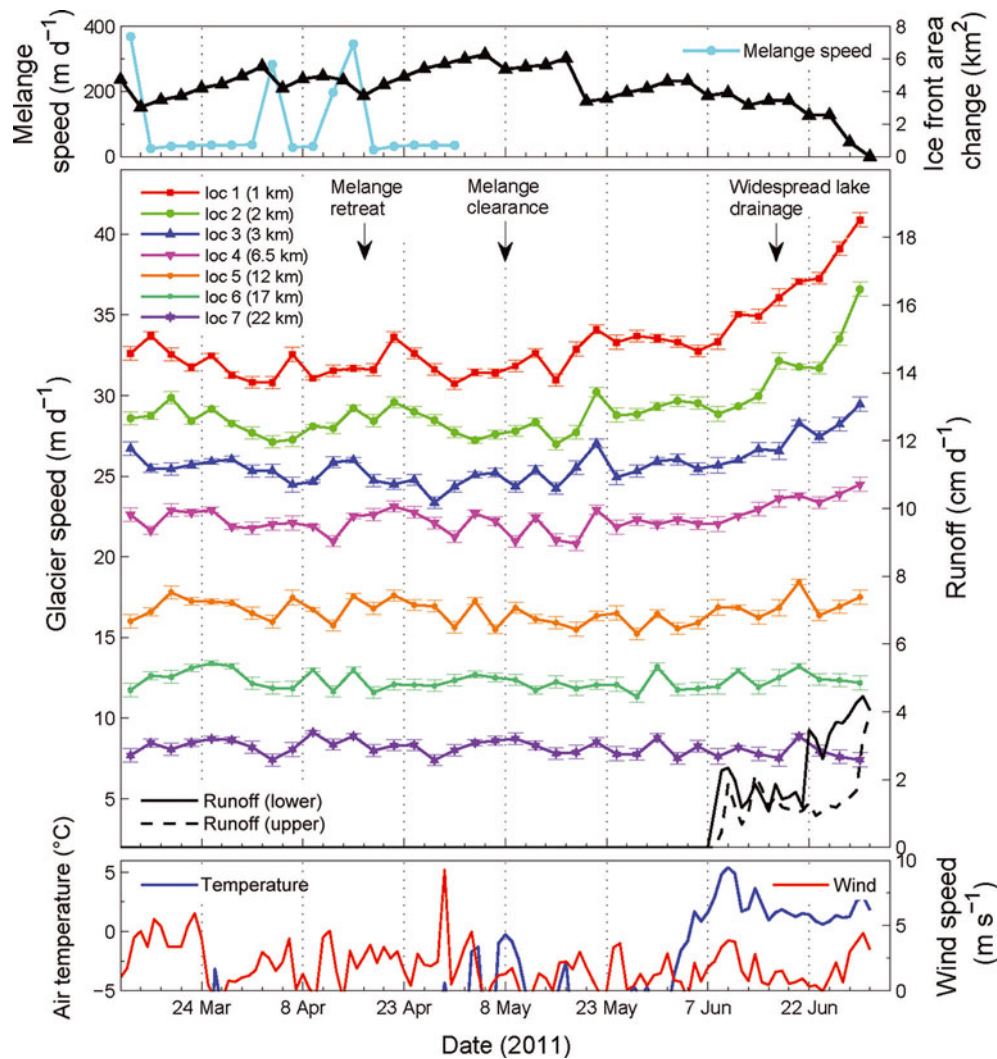 Melange
speed (m d⁻¹)
400
200
0
Melange speed
8
6
4
2
0
Ice front area
change (km²)
Glacier speed (m d⁻¹)
40
35
30
25
20
15
10
5
loc 1 (1 km)
loc 2 (2 km)
loc 3 (3 km)
loc 4 (6.5 km)
loc 5 (12 km)
loc 6 (17 km)
loc 7 (22 km)
Melange
retreat
Melange
clearance
Widespread lake
drainage
Runoff (lower)
Runoff (upper)
18
16
14
12
10
8
6
4
2
0
Runoff (cm d⁻¹)
Air temperature (°C)
5
0
−5
Temperature
Wind
10
5
0
Wind speed
(m s⁻¹)
24 Mar
8 Apr
23 Apr
8 May
23 May
7 Jun
22 Jun
Date (2011)